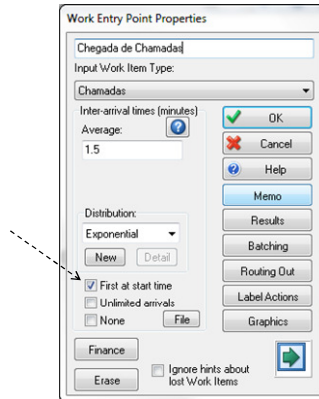 Work Entry Point Properties
Chegada de Chamadas
Input Work Item Type:
Chamadas
Inter-arrival times (minutes)
Average:
1.5
Distribution:
Exponential
New Detail
First at start time
Unlimited arrivals
None File
OK
Cancel
Help
Memo
Results
Batching
Routing Out
Label Actions
Graphics
Finance
Erase
Ignore hints about
lost Work Items